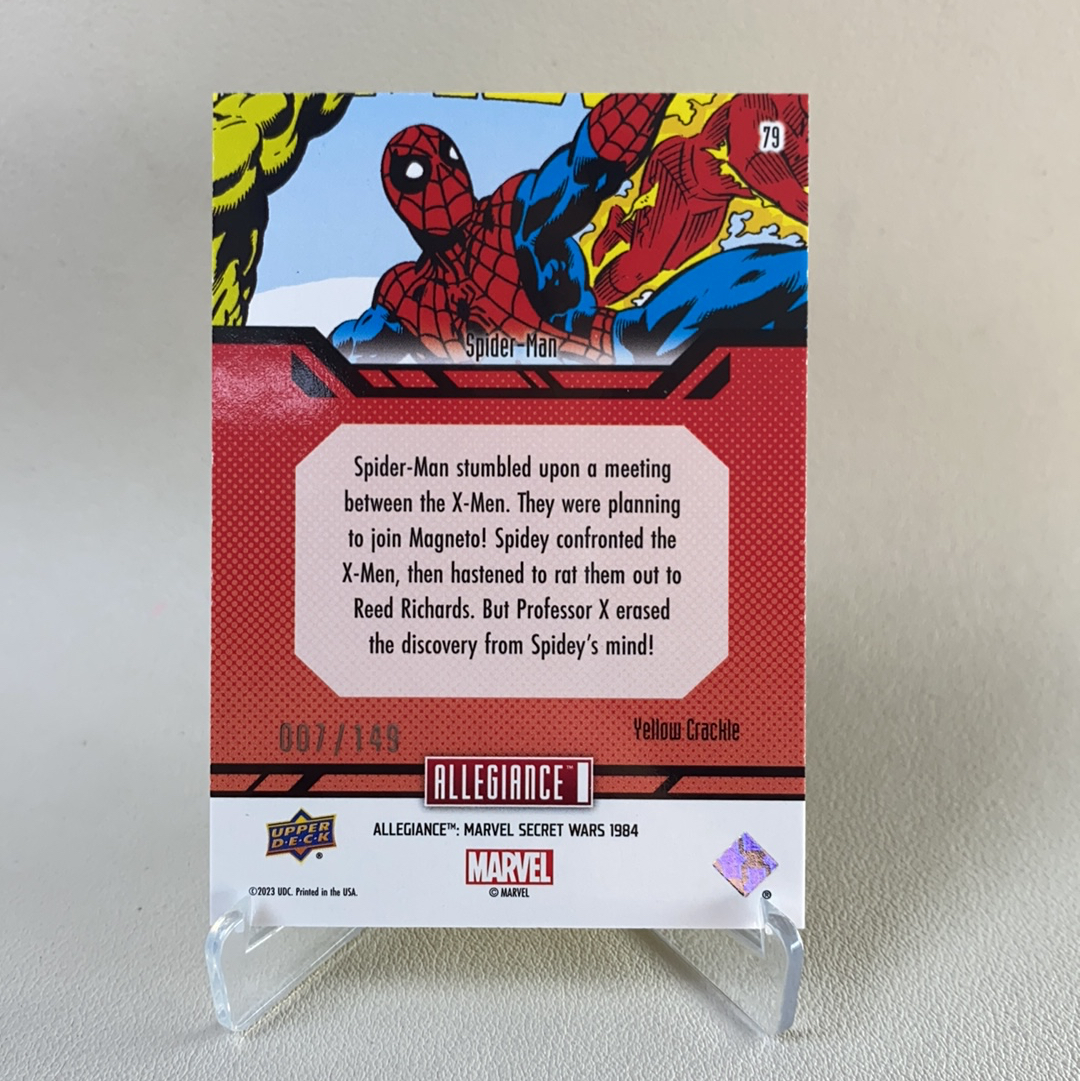 79
Spider-Man
Spider-Man stumbled upon a meeting
between the X-Men. They were planning
to join Magneto! Spidey confronted the
X-Men, then hastened to rat them out to
Reed Richards. But Professor X erased
the discovery from Spidey's mind!
007/149
Yellow Crackle
ALLEGIANCE™
UPPER
D·E·C·K
®
ALLEGIANCE™: MARVEL SECRET WARS 1984
MARVEL
© MARVEL
©2023 UDC. Printed in the USA.
®